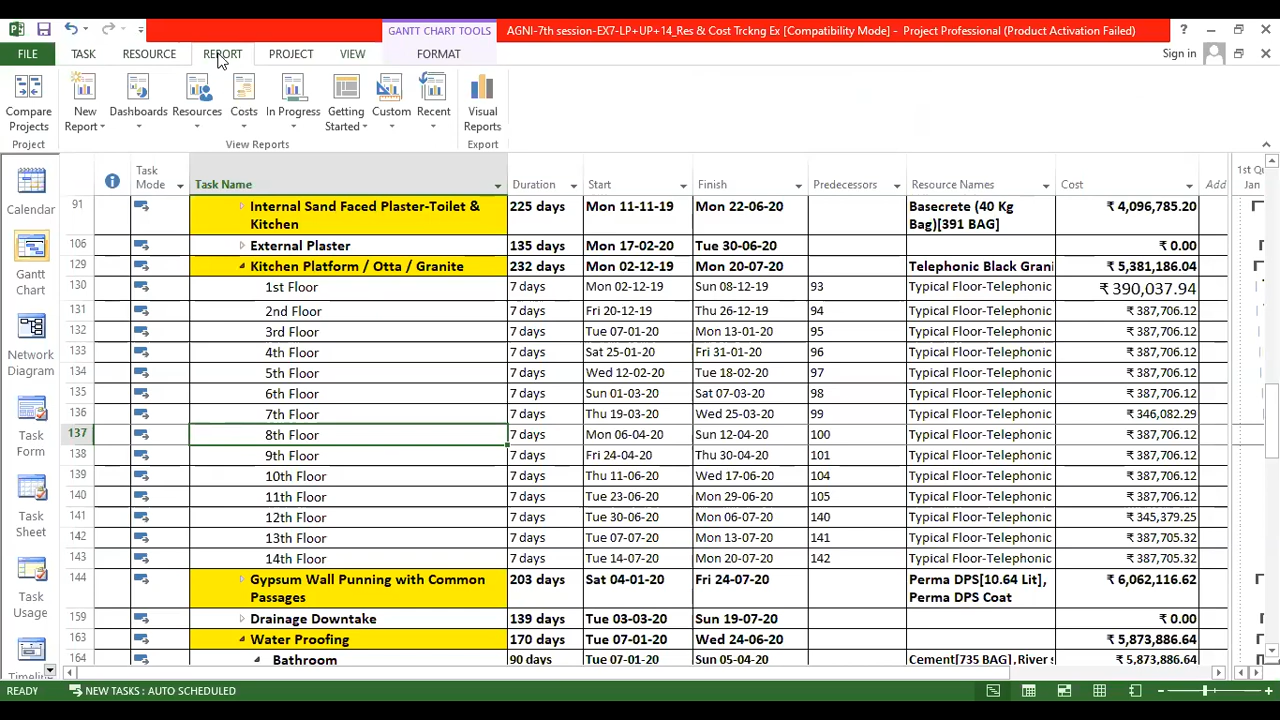 GANTT CHART TOOLS
AGNI-7th session-EX7-LP+UP+14_Res & Cost Trckng Ex [Compatibility Mode] - Project Professional (Product Activation Failed)
FILE TASK RESOURCE REPORT PROJECT VIEW FORMAT Sign in
Compare Projects
New Report
Dashboards
Resources
Costs
In Progress
Getting Started
Custom
Recent
Visual Reports
Project View Reports Export
Task Mode Task Name Duration Start Finish Predecessors Resource Names Cost Add 1st Qu
Jan
91 Internal Sand Faced Plaster-Toilet & Kitchen 225 days Mon 11-11-19 Mon 22-06-20 Basecrete (40 Kg Bag)[391 BAG] ₹ 4,096,785.20
106 External Plaster 135 days Mon 17-02-20 Tue 30-06-20 ₹ 0.00
129 Kitchen Platform / Otta / Granite 232 days Mon 02-12-19 Mon 20-07-20 Telephonic Black Grani ₹ 5,381,186.04
130 1st Floor 7 days Mon 02-12-19 Sun 08-12-19 93 Typical Floor-Telephonic ₹ 390,037.94
131 2nd Floor 7 days Fri 20-12-19 Thu 26-12-19 94 Typical Floor-Telephonic ₹ 387,706.12
132 3rd Floor 7 days Tue 07-01-20 Mon 13-01-20 95 Typical Floor-Telephonic ₹ 387,706.12
133 4th Floor 7 days Sat 25-01-20 Fri 31-01-20 96 Typical Floor-Telephonic ₹ 387,706.12
134 5th Floor 7 days Wed 12-02-20 Tue 18-02-20 97 Typical Floor-Telephonic ₹ 387,706.12
135 6th Floor 7 days Sun 01-03-20 Sat 07-03-20 98 Typical Floor-Telephonic ₹ 387,706.12
136 7th Floor 7 days Thu 19-03-20 Wed 25-03-20 99 Typical Floor-Telephonic ₹ 346,082.29
137 8th Floor 7 days Mon 06-04-20 Sun 12-04-20 100 Typical Floor-Telephonic ₹ 387,706.12
138 9th Floor 7 days Fri 24-04-20 Thu 30-04-20 101 Typical Floor-Telephonic ₹ 387,706.12
139 10th Floor 7 days Thu 11-06-20 Wed 17-06-20 104 Typical Floor-Telephonic ₹ 387,706.12
140 11th Floor 7 days Tue 23-06-20 Mon 29-06-20 105 Typical Floor-Telephonic ₹ 387,706.12
141 12th Floor 7 days Tue 30-06-20 Mon 06-07-20 140 Typical Floor-Telephonic ₹ 345,379.25
142 13th Floor 7 days Tue 07-07-20 Mon 13-07-20 141 Typical Floor-Telephonic ₹ 387,705.32
143 14th Floor 7 days Tue 14-07-20 Mon 20-07-20 142 Typical Floor-Telephonic ₹ 387,705.32
144 Gypsum Wall Punning with Common Passages 203 days Sat 04-01-20 Fri 24-07-20 Perma DPS[10.64 Lit], Perma DPS Coat ₹ 6,062,116.62
159 Drainage Downtake 139 days Tue 03-03-20 Sun 19-07-20 ₹ 0.00
163 Water Proofing 170 days Tue 07-01-20 Wed 24-06-20 ₹ 5,873,886.64
164 Bathroom 90 days Tue 07-01-20 Sun 05-04-20 Cement[735 BAG],River s ₹ 5,873,886.64
Calendar
Gantt Chart
Network Diagram
Task Form
Task Sheet
Task Usage
Timeline
READY NEW TASKS : AUTO SCHEDULED